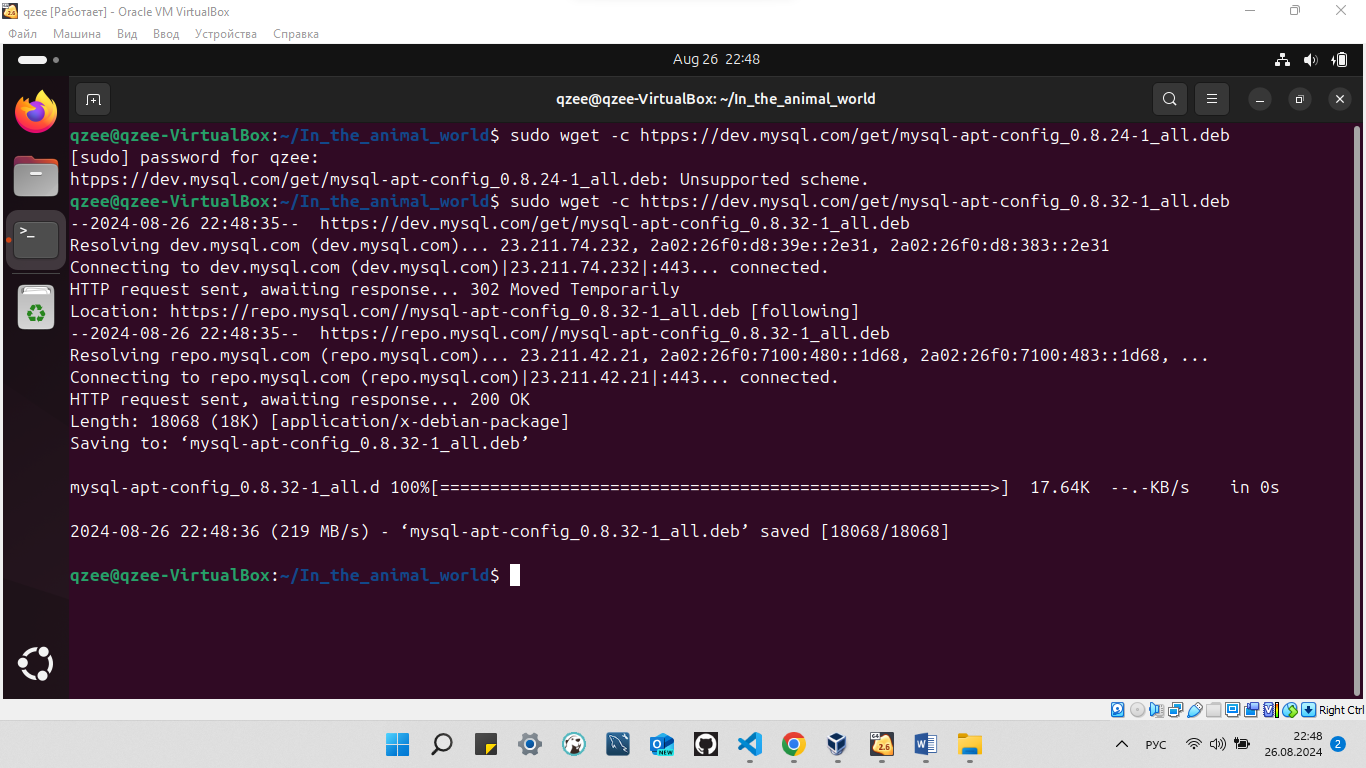 qzee [Работает] - Oracle VM VirtualBox
Файл Машина Вид Ввод Устройства Справка
Aug 26 22:48
qzee@qzee-VirtualBox: ~/In_the_animal_world
qzee@qzee-VirtualBox:~/In_the_animal_world$ sudo wget -c htpps://dev.mysql.com/get/mysql-apt-config_0.8.24-1_all.deb
[sudo] password for qzee:
htpps://dev.mysql.com/get/mysql-apt-config_0.8.24-1_all.deb: Unsupported scheme.
qzee@qzee-VirtualBox:~/In_the_animal_world$ sudo wget -c https://dev.mysql.com/get/mysql-apt-config_0.8.32-1_all.deb
--2024-08-26 22:48:35--  https://dev.mysql.com/get/mysql-apt-config_0.8.32-1_all.deb
Resolving dev.mysql.com (dev.mysql.com)... 23.211.74.232, 2a02:26f0:d8:39e::2e31, 2a02:26f0:d8:383::2e31
Connecting to dev.mysql.com (dev.mysql.com)|23.211.74.232|:443... connected.
HTTP request sent, awaiting response... 302 Moved Temporarily
Location: https://repo.mysql.com//mysql-apt-config_0.8.32-1_all.deb [following]
--2024-08-26 22:48:35--  https://repo.mysql.com//mysql-apt-config_0.8.32-1_all.deb
Resolving repo.mysql.com (repo.mysql.com)... 23.211.42.21, 2a02:26f0:7100:480::1d68, 2a02:26f0:7100:483::1d68, ...
Connecting to repo.mysql.com (repo.mysql.com)|23.211.42.21|:443... connected.
HTTP request sent, awaiting response... 200 OK
Length: 18068 (18K) [application/x-debian-package]
Saving to: ‘mysql-apt-config_0.8.32-1_all.deb’
mysql-apt-config_0.8.32-1_all.d 100%[=======================================================>]  17.64K  --.-KB/s    in 0s
2024-08-26 22:48:36 (219 MB/s) - ‘mysql-apt-config_0.8.32-1_all.deb’ saved [18068/18068]
qzee@qzee-VirtualBox:~/In_the_animal_world$
Right Ctrl
NEW
2.6
РУС
22:48
26.08.2024
2